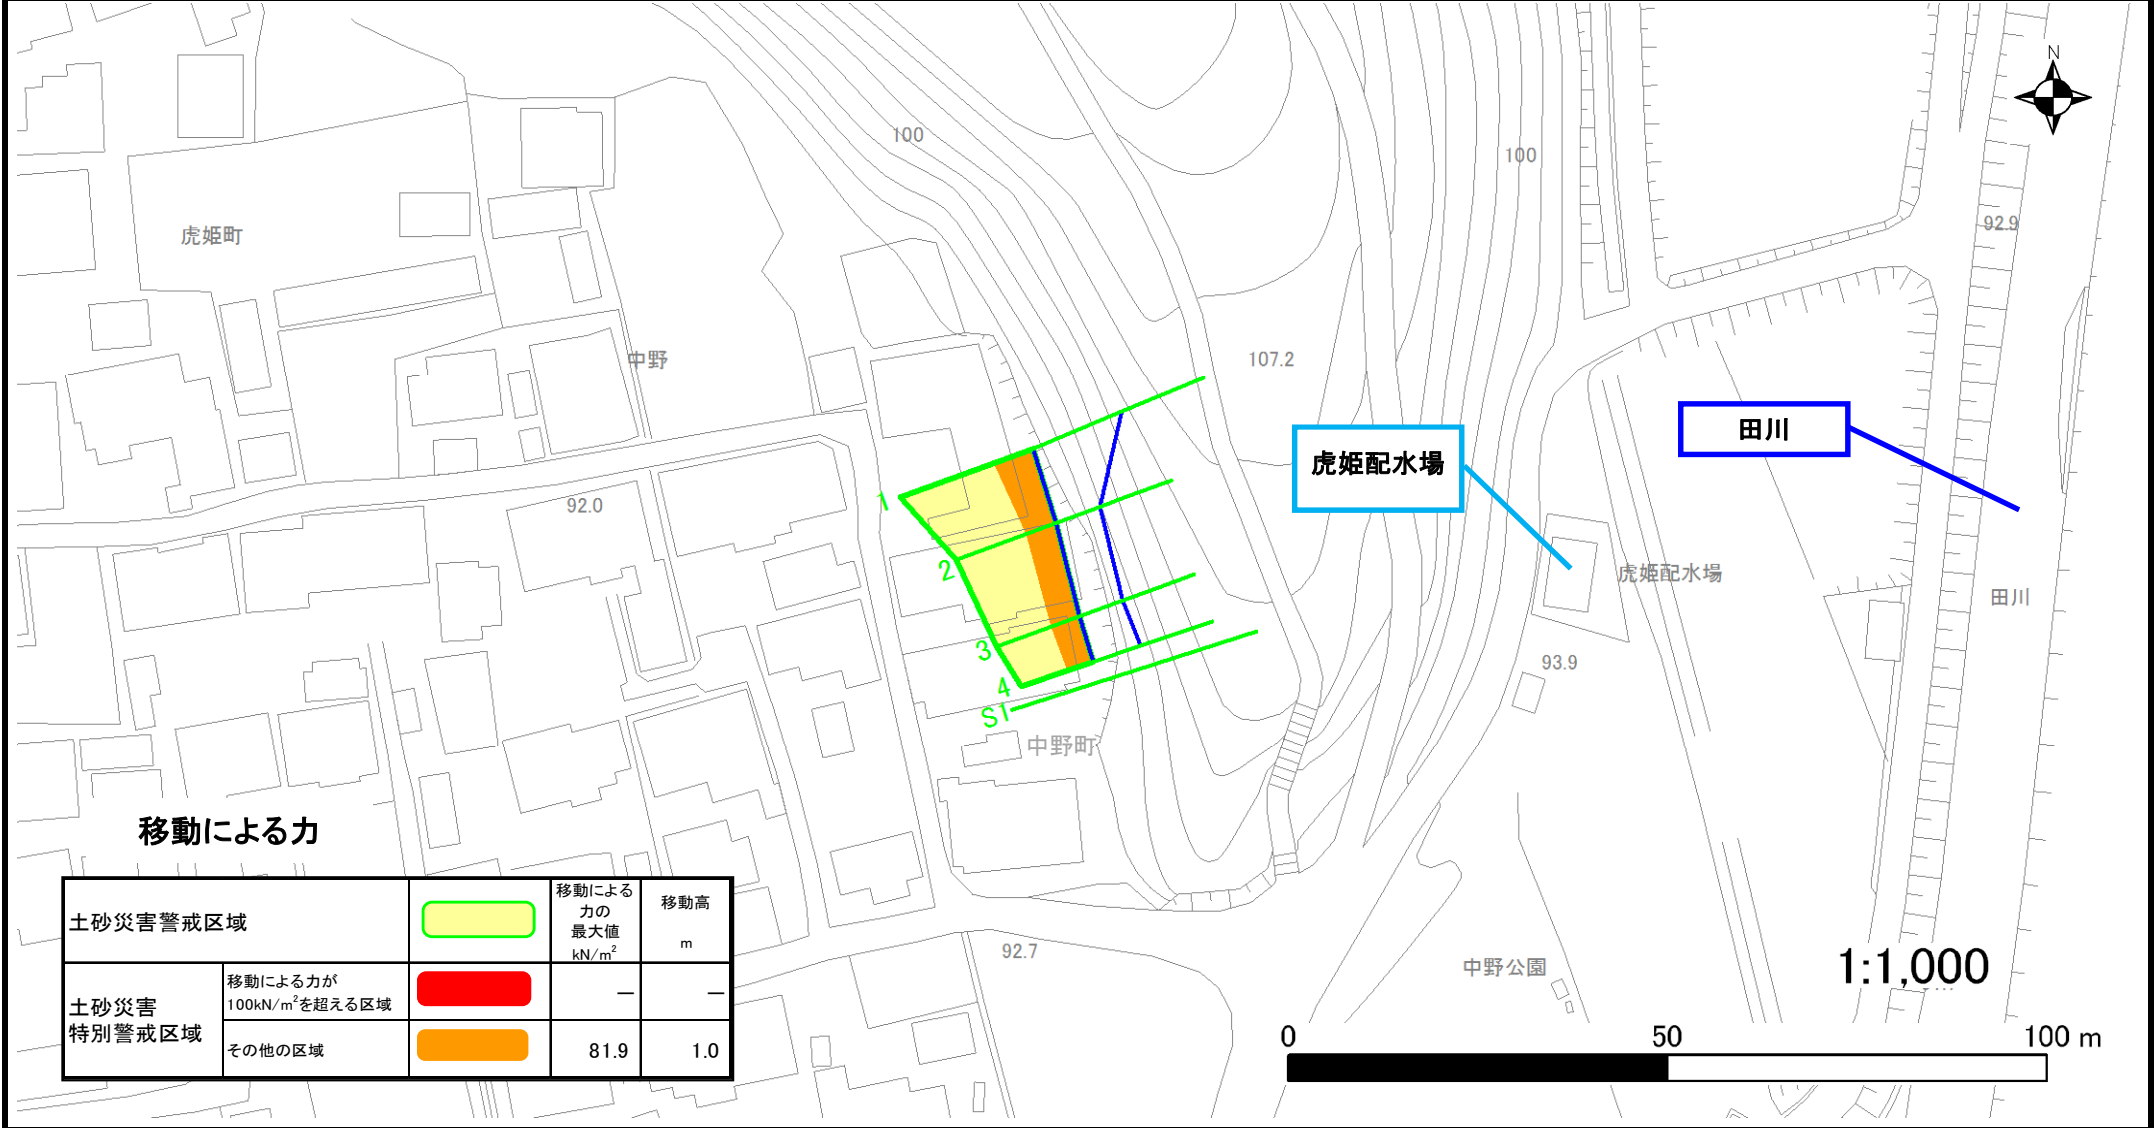 N
100
100
92.9
虎姫町
中野
107.2
田川
虎姫配水場
1
92.0
2
虎姫配水場
田川
3
93.9
4
S1
中野町
移動による力
土砂災害警戒区域
移動による
力の
最大値
kN/m²
移動高
m
土砂災害
特別警戒区域
移動による力が
100kN/m²を超える区域
—
—
その他の区域
81.9
1.0
92.7
中野公園
1:1,000
0
50
100 m